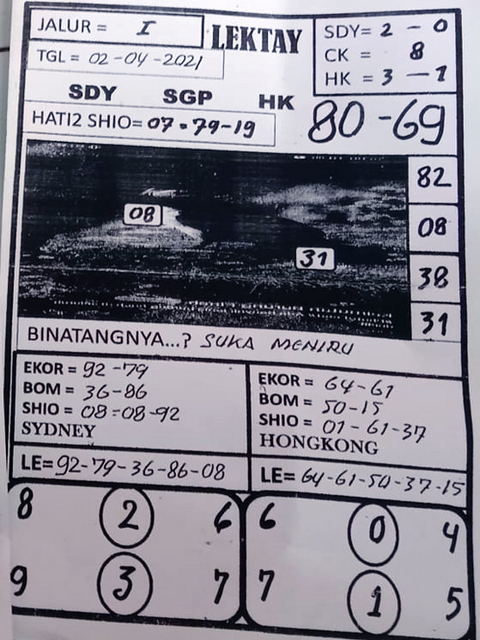 JALUR = I
LEKTAY
SDY= 2 - 0
CK = 8
HK = 3 - 1
TGL = 02-04-2021
SDY SGP HK
HATI2 SHIO= 07-79-19
80-69
82
08
08
31
38
31
BINATANGNYA...? SUKA MENIRU
EKOR = 92-79
BOM = 36-86
SHIO = 08-08-92
SYDNEY
LE=92-79-36-86-08
EKOR = 64-61
BOM = 50-15
SHIO = 01-61-37
HONGKONG
LE= 64-61-50-37-15
8 2 6
9 3 7
6 0 4
7 1 5